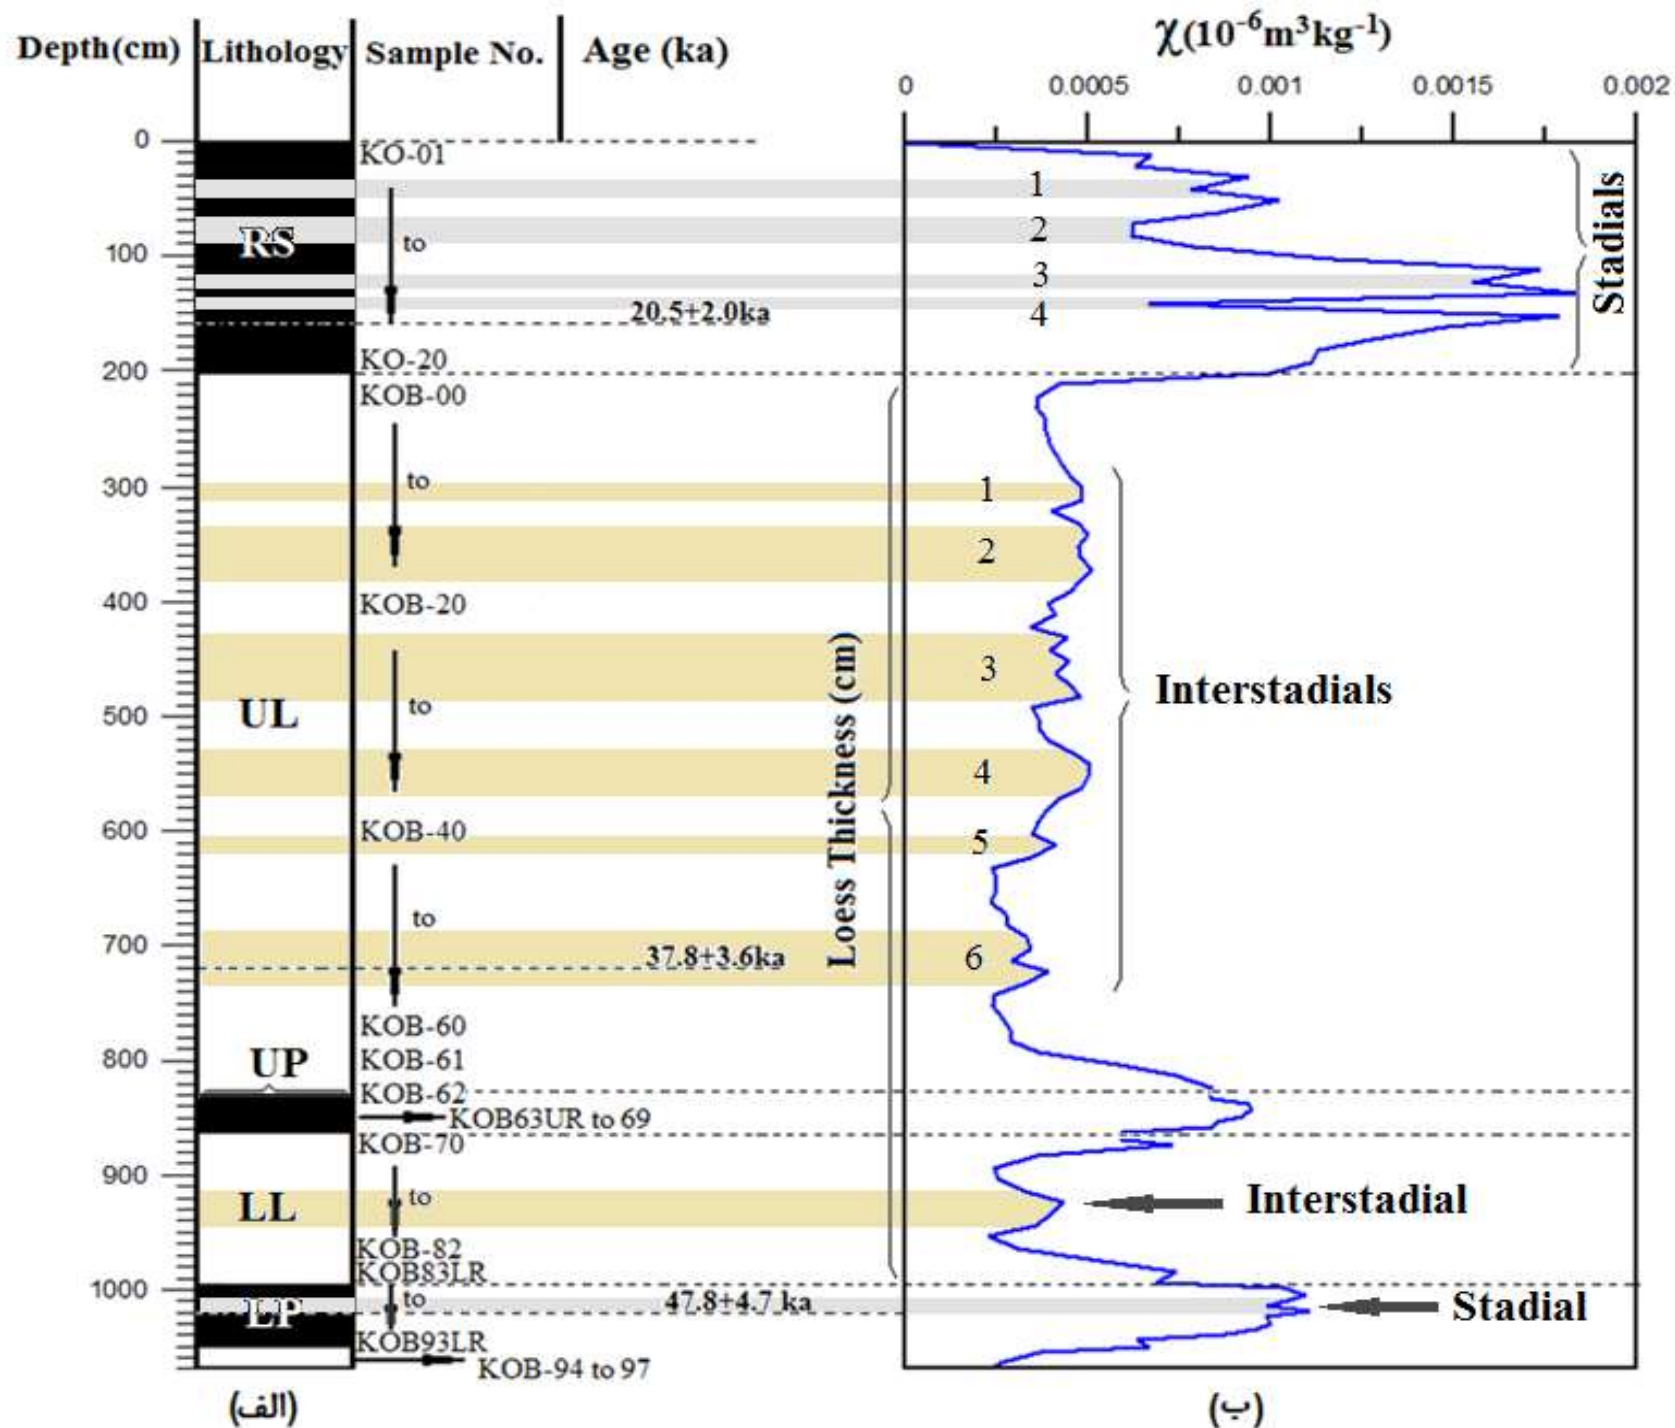 Depth(cm) Lithology Sample No. Age (ka) χ(10⁻⁶m³kg⁻¹)
0 0.0005 0.001 0.0015 0.002
0
KO-01
1
2
RS
to
100
3
20.5+2.0ka
4
Stadials
KO-20
200
KOB-00
to
300
1
2
400
KOB-20
3
Interstadials
UL
to
500
4
600
KOB-40
5
Loess Thickness (cm)
to
700
37.8+3.6ka
6
KOB-60
800
UP
KOB-61
KOB-62
KOB63UR to 69
KOB-70
900
LL
to
Interstadial
KOB-82
KOB83LR
1000
LP
to
47.8+4.7 ka
Stadial
KOB93LR
KOB-94 to 97
(الف)
(ب)